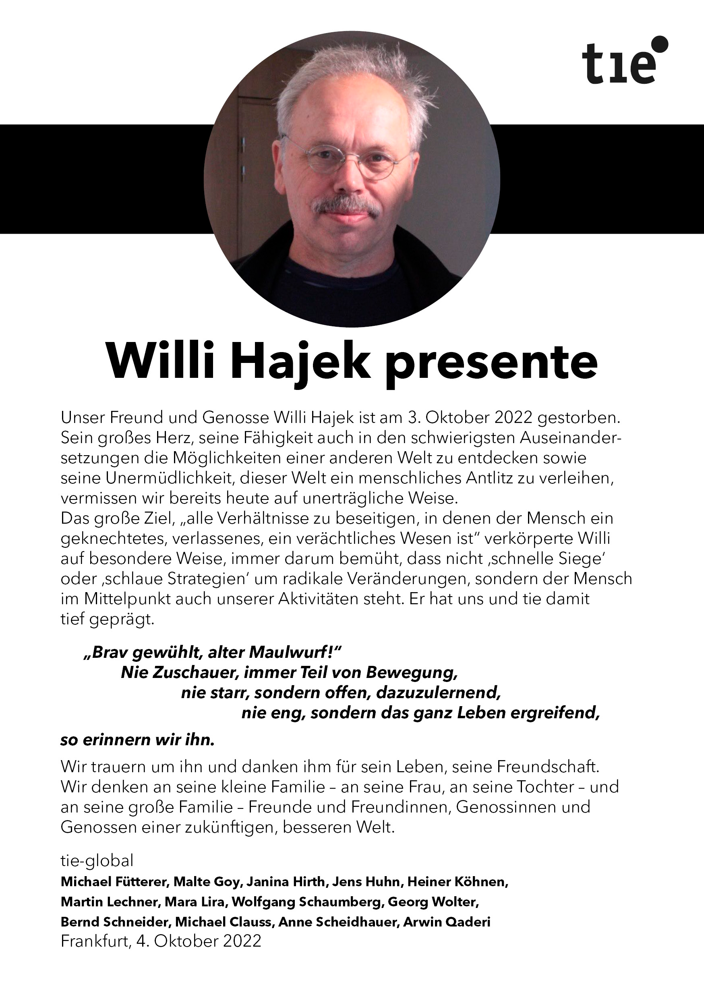 tıe
Willi Hajek presente
Unser Freund und Genosse Willi Hajek ist am 3. Oktober 2022 gestorben.
Sein großes Herz, seine Fähigkeit auch in den schwierigsten Auseinander-
setzungen die Möglichkeiten einer anderen Welt zu entdecken sowie
seine Unermüdlichkeit, dieser Welt ein menschliches Antlitz zu verleihen,
vermissen wir bereits heute auf unerträgliche Weise.
Das große Ziel, „alle Verhältnisse zu beseitigen, in denen der Mensch ein
geknechtetes, verlassenes, ein verächtliches Wesen ist“ verkörperte Willi
auf besondere Weise, immer darum bemüht, dass nicht ‚schnelle Siege‘
oder ‚schlaue Strategien‘ um radikale Veränderungen, sondern der Mensch
im Mittelpunkt auch unserer Aktivitäten steht. Er hat uns und tie damit
tief geprägt.
„Brav gewühlt, alter Maulwurf!“
Nie Zuschauer, immer Teil von Bewegung,
nie starr, sondern offen, dazuzulernend,
nie eng, sondern das ganz Leben ergreifend,
so erinnern wir ihn.
Wir trauern um ihn und danken ihm für sein Leben, seine Freundschaft.
Wir denken an seine kleine Familie – an seine Frau, an seine Tochter – und
an seine große Familie – Freunde und Freundinnen, Genossinnen und
Genossen einer zukünftigen, besseren Welt.
tie-global
Michael Fütterer, Malte Goy, Janina Hirth, Jens Huhn, Heiner Köhnen,
Martin Lechner, Mara Lira, Wolfgang Schaumberg, Georg Wolter,
Bernd Schneider, Michael Clauss, Anne Scheidhauer, Arwin Qaderi
Frankfurt, 4. Oktober 2022